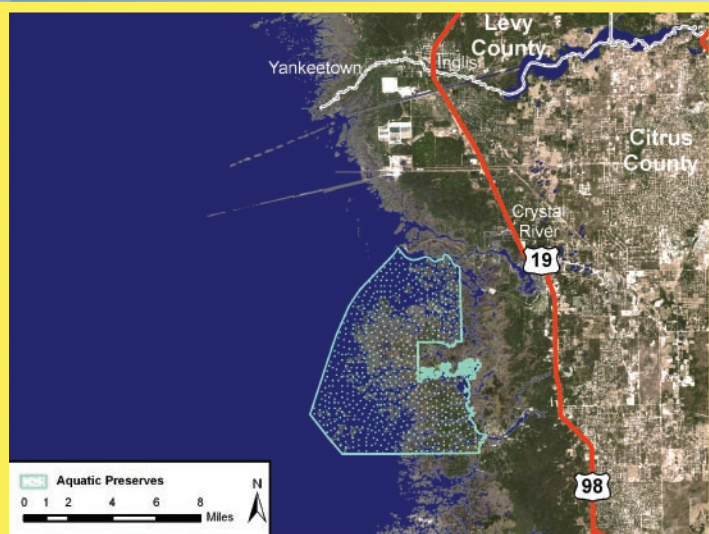 Levy
County
Yankeetown
Inglis
Citrus
County
Crystal
River
19
98
Aquatic Preserves
N
0 1 2 4 6 8
Miles